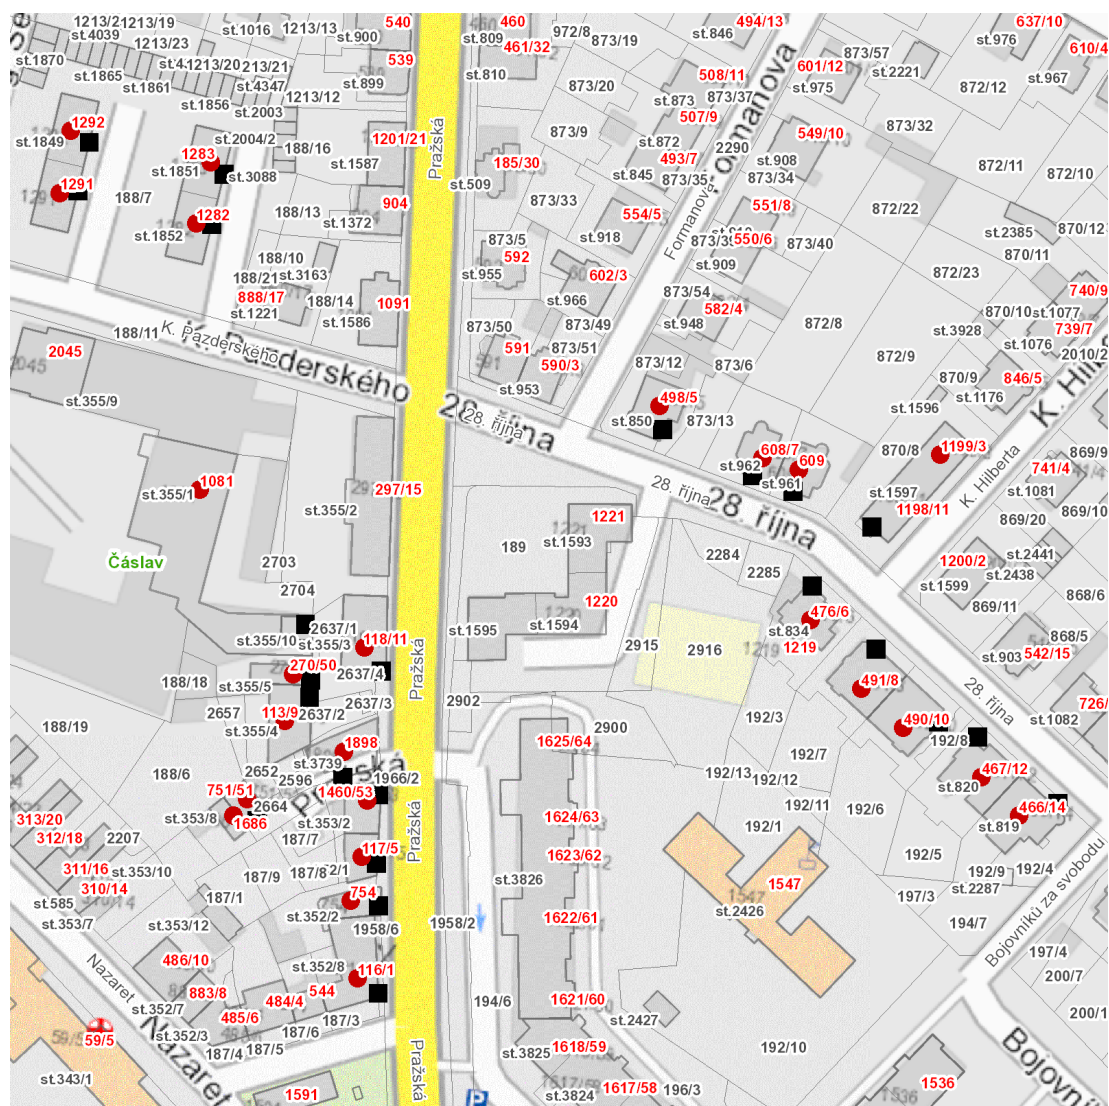 1213/2
1213/19
540
460
494/13
637/10
st.4039
st.1016
1213/13
st.900
st.809
461/32
972/8
873/19
st.846
st.976
610/4
1213/23
st.1870
539
873/57
601/12
st.2221
st.967
1213/20
213/21
st.1865
st.810
508/11
873/20
st.975
872/12
st.1861
st.4347
st.899
st.873
873/37
1213/12
st.1856
st.2003
507/9
873/32
1292
1201/21
873/9
549/10
st.1849
st.2004/2
st.872
2290
Formanova
1283
188/16
Pražská
185/30
493/7
st.908
872/11
st.1851
st.3088
st.1587
st.845
873/35
873/34
872/10
1291
st.509
188/7
904
873/33
551/8
872/22
1282
188/13
554/5
st.1852
st.1372
873/5
st.918
873/39
550/6
873/40
st.2385
870/12
Formanova
188/10
592
st.909
870/11
188/21
st.3163
st.955
602/3
872/23
740/9
888/17
188/14
1091
st.966
873/54
582/4
st.1221
st.1586
873/50
873/49
st.948
872/8
870/10
st.1077
188/11
K. Pazderského
K. Pazderského
st.3928
739/7
2045
591
873/51
st.1076
2010/2
590/3
873/12
873/6
872/9
870/9
846/5
st.355/9
st.953
st.1176
K. Hilb
498/5
st.1596
28. října
28. října
st.850
873/13
870/8
1199/3
869/9
608/7
609
st.962
741/4
1081
st.961
st.1081
297/15
28. října
st.1597
K. Hilberta
st.355/1
1198/11
869/10
st.355/2
1221
28. října
869/20
st.1593
189
2284
st.2441
Čáslav
2703
1200/2
2285
st.2438
2704
st.1599
868/6
1220
869/11
476/6
2637/1
st.1595
st.1594
st.834
868/5
st.355/10
st.355/3
118/11
2915
2916
1219
st.903
542/15
270/50
2637/4
Pražská
188/18
st.355/5
491/8
28. října
2637/3
2902
2657
113/9
2637/2
192/3
726/
st.355/4
490/10
st.1082
188/19
2900
1625/64
192/8
1898
192/7
st.3739
Pražská
188/6
2652
192/13
467/12
2596
1966/2
192/12
st.820
751/51
1460/53
2664
192/11
466/14
313/20
st.353/8
1686
st.353/2
1624/63
192/6
st.819
312/18
2207
187/7
192/1
Pražská
117/5
1623/62
192/5
311/16
st.353/10
187/8
187/9
st.3826
192/9
192/4
310/14
1547
st.2287
754
187/1
197/3
st.585
st.2426
st.353/7
st.353/12
st.352/2
1958/6
1958/2
1622/61
194/7
Bojovníků za svobodu
197/4
486/10
st.352/8
116/1
Nazaret
200/7
883/8
544
484/4
194/6
1621/60
st.352/7
485/6
187/3
st.2427
200/1
59/5
st.352/3
187/6
Nazaret
187/5
187/4
st.3825
1618/59
192/10
Bojovní
Pražská
st.343/1
1591
1617/58
196/3
1536
st.3824